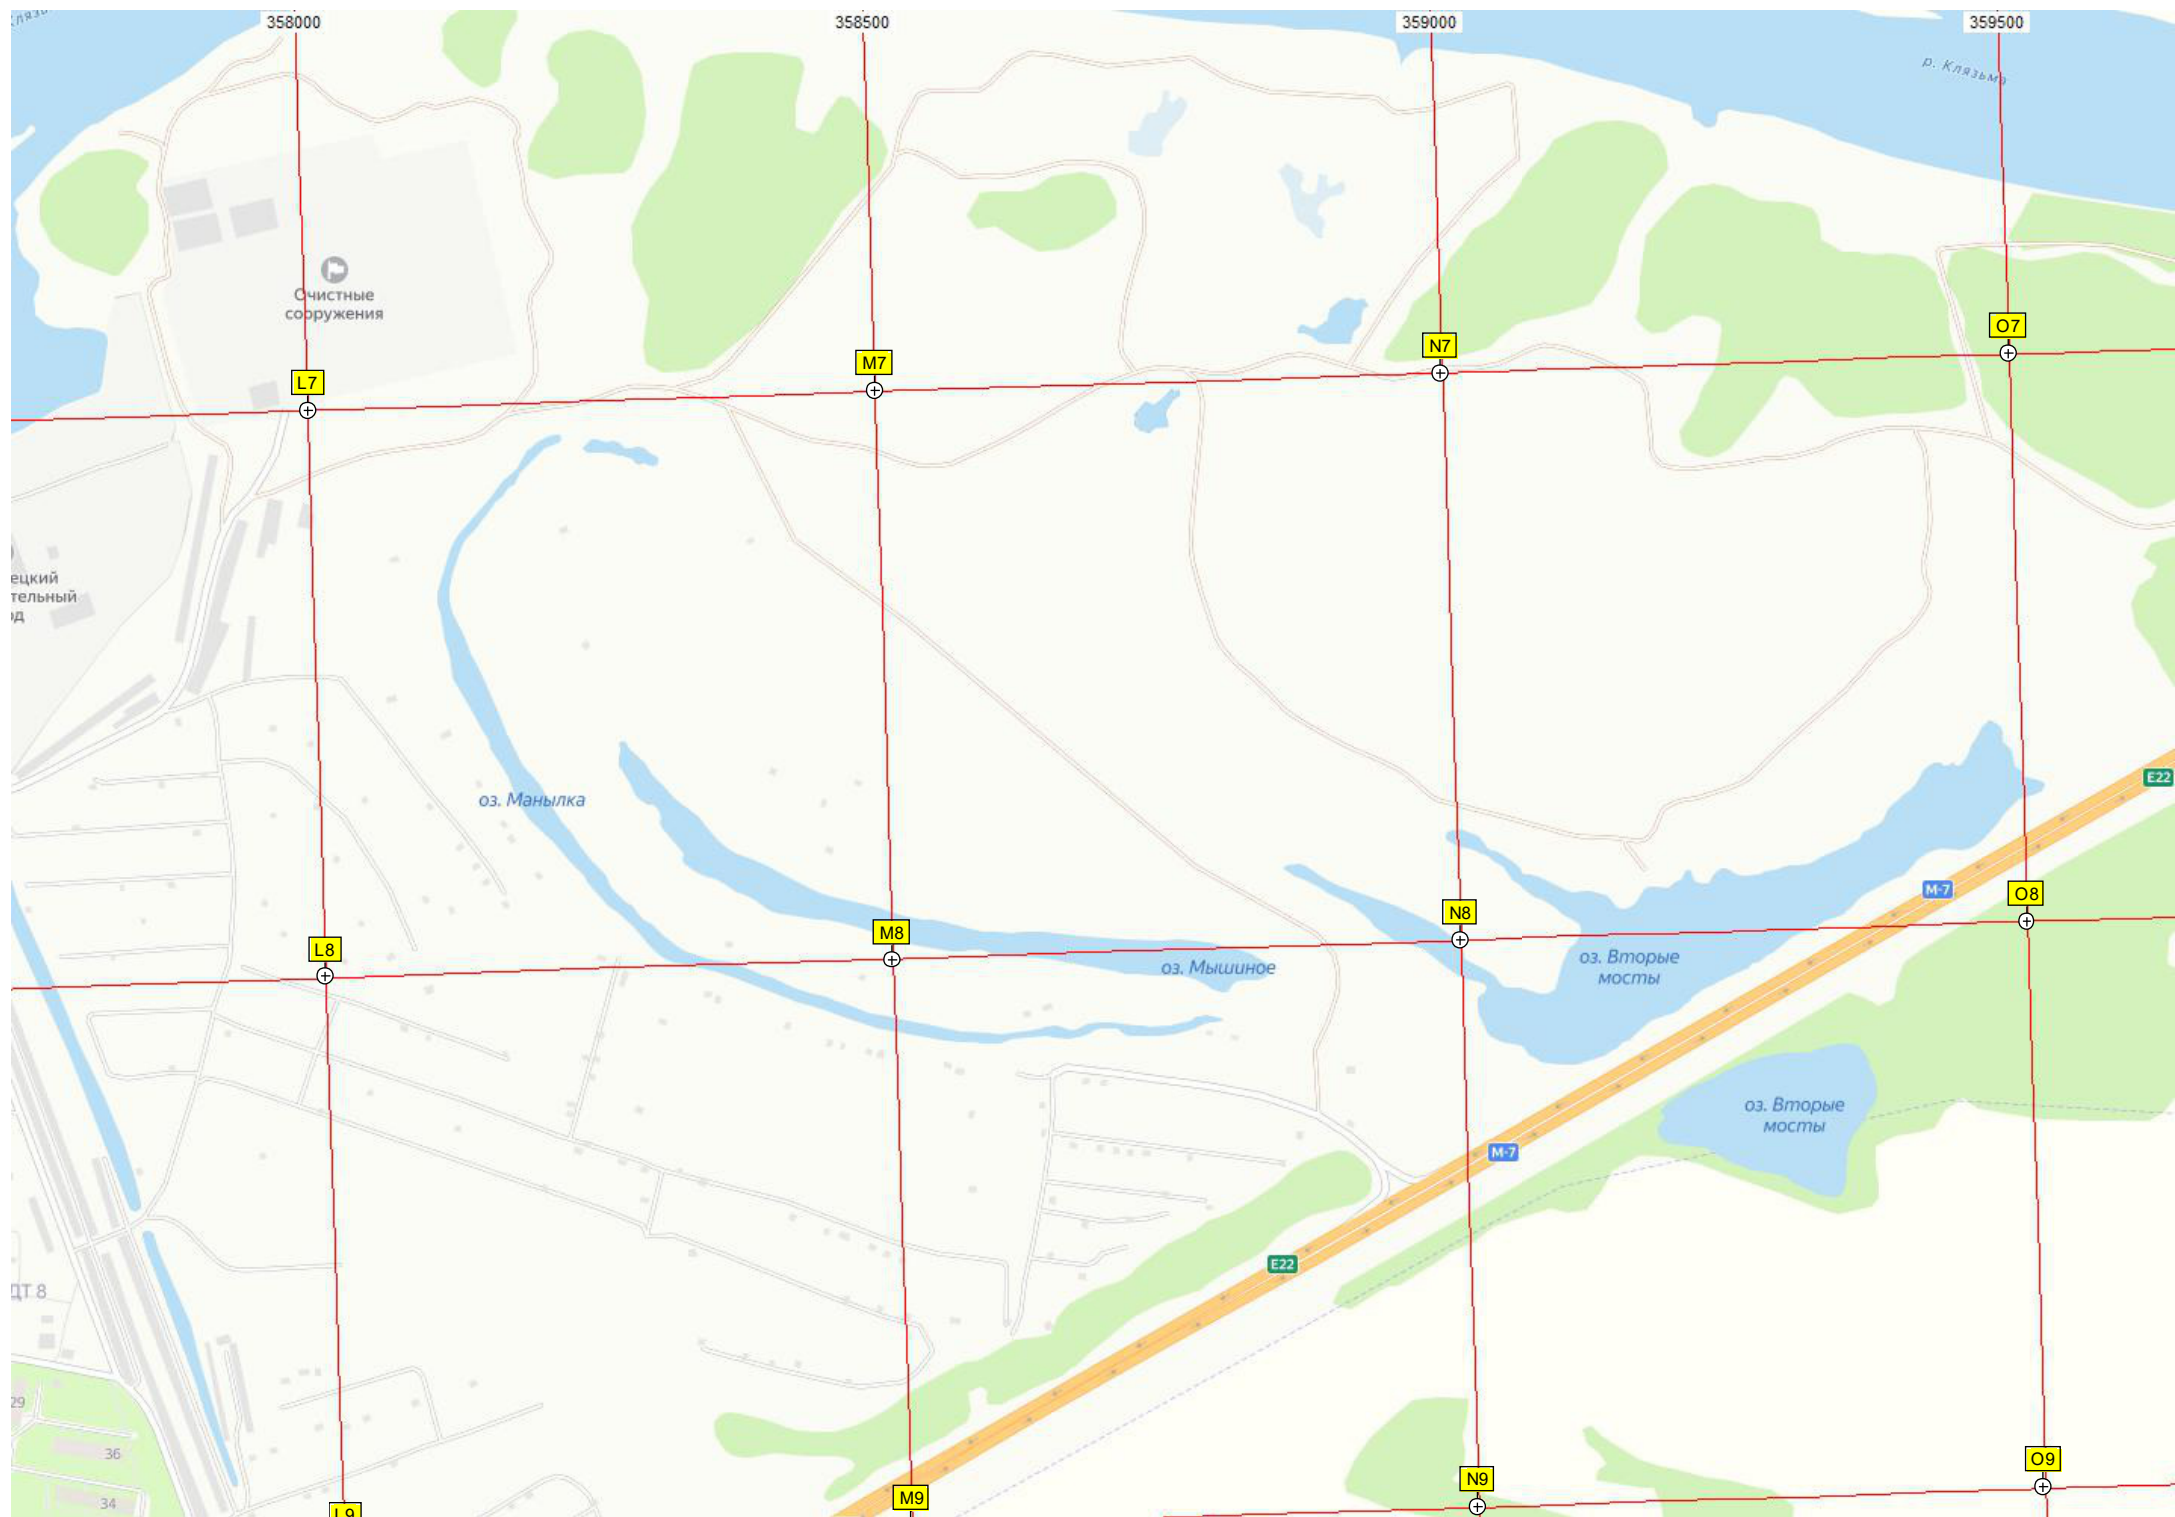 358000
358500
359000
359500
р. Клязьма
Очистные
сооружения
L7
M7
N7
O7
ецкий
тельный
од
E22
оз. Манылка
M-7
L8
M8
N8
O8
оз. Мышиное
оз. Вторые
мосты
оз. Вторые
мосты
M-7
E22
ДТ 8
29
36
34
L9
M9
N9
O9